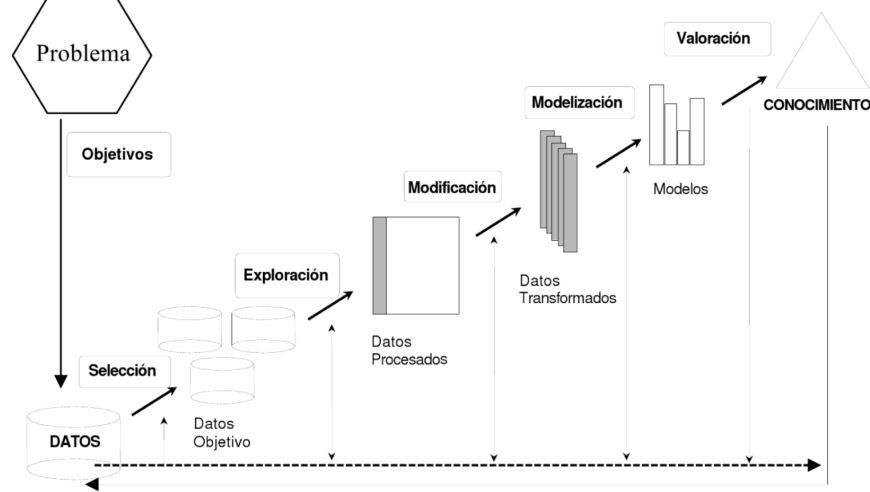 Problema
Objetivos
Valoración
CONOCIMIENTO
Modelización
Modelos
Modificación
Datos
Transformados
Exploración
Datos
Procesados
Selección
Datos
Objetivo
DATOS